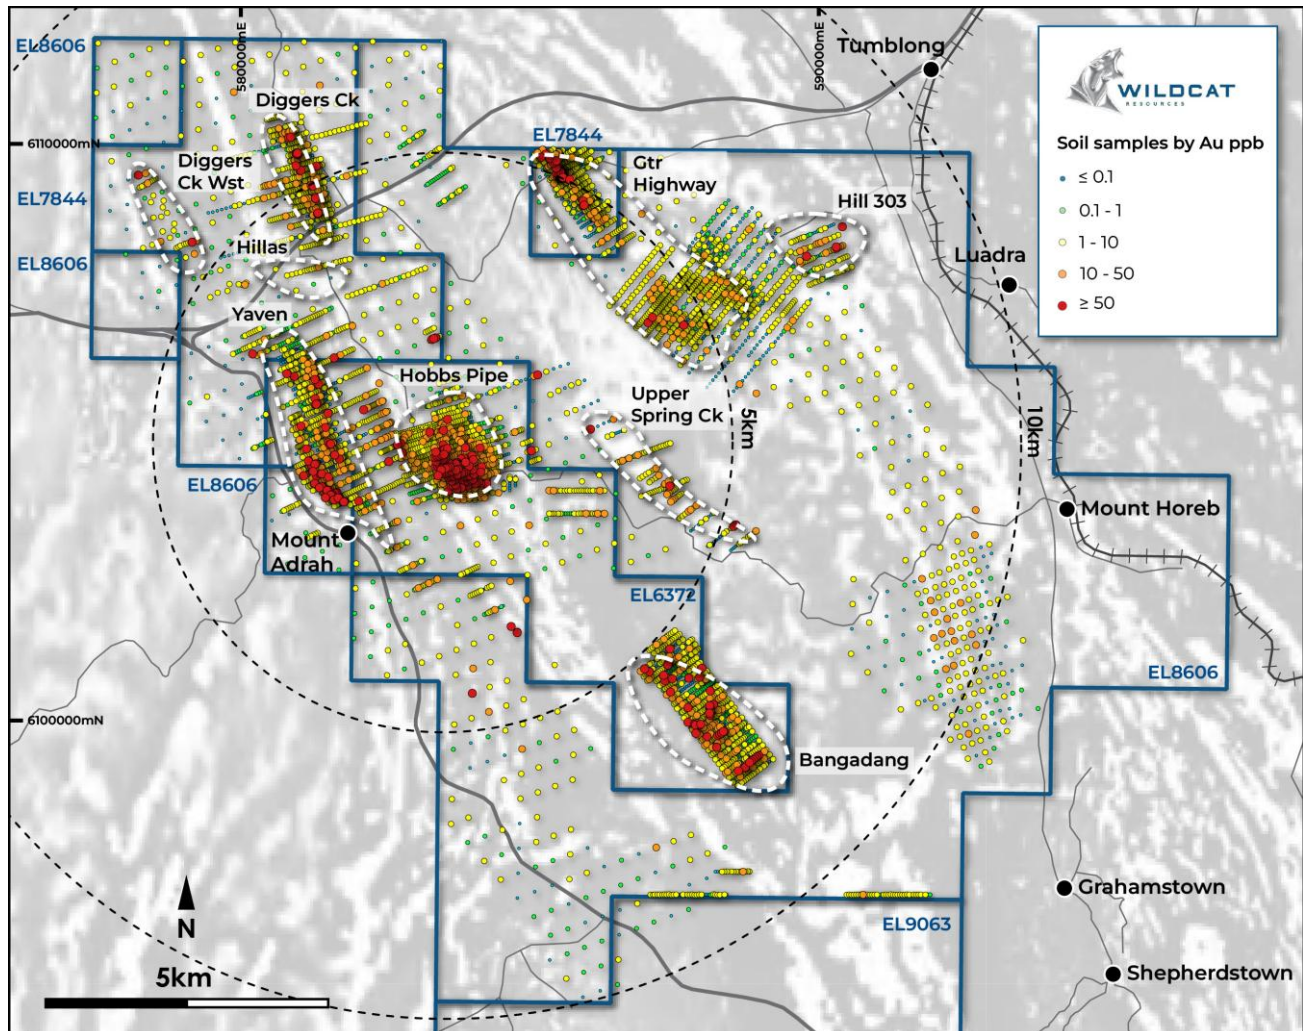 580000mE
590000mE
Tumblong
EL8606
Diggers Ck
WILDCAT
RESOURCES
Soil samples by Au ppb
≤ 0.1
0.1 - 1
1 - 10
10 - 50
≥ 50
6110000mN
EL7844
Diggers
Ck Wst
Gtr
Highway
EL7844
Hill 303
Hillas
Luadra
EL8606
Yaven
Hobbs Pipe
Upper
Spring Ck
5km
10km
EL8606
Mount Horeb
Mount
Adrah
EL6372
EL8606
6100000mN
Bangadang
Grahamstown
N
EL9063
5km
Shepherdstown